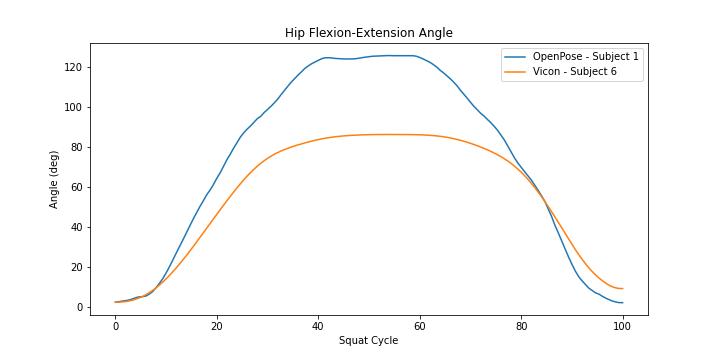 Hip Flexion-Extension Angle
OpenPose - Subject 1
Vicon - Subject 6
Angle (deg)
120
100
80
60
40
20
0
0 20 40 60 80 100
Squat Cycle